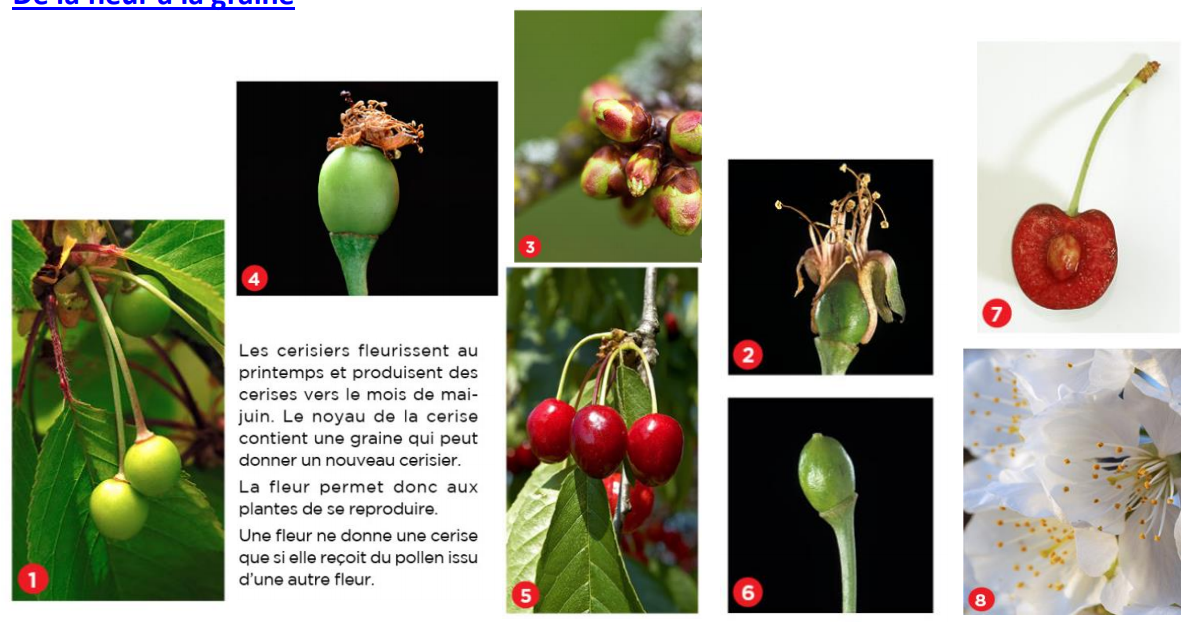 De la fleur à la graine
4
3
1
Les cerisiers fleurissent au
printemps et produisent des
cerises vers le mois de mai-
juin. Le noyau de la cerise
contient une graine qui peut
donner un nouveau cerisier.
La fleur permet donc aux
plantes de se reproduire.
Une fleur ne donne une cerise
que si elle reçoit du pollen issu
d'une autre fleur.
5
2
6
7
8